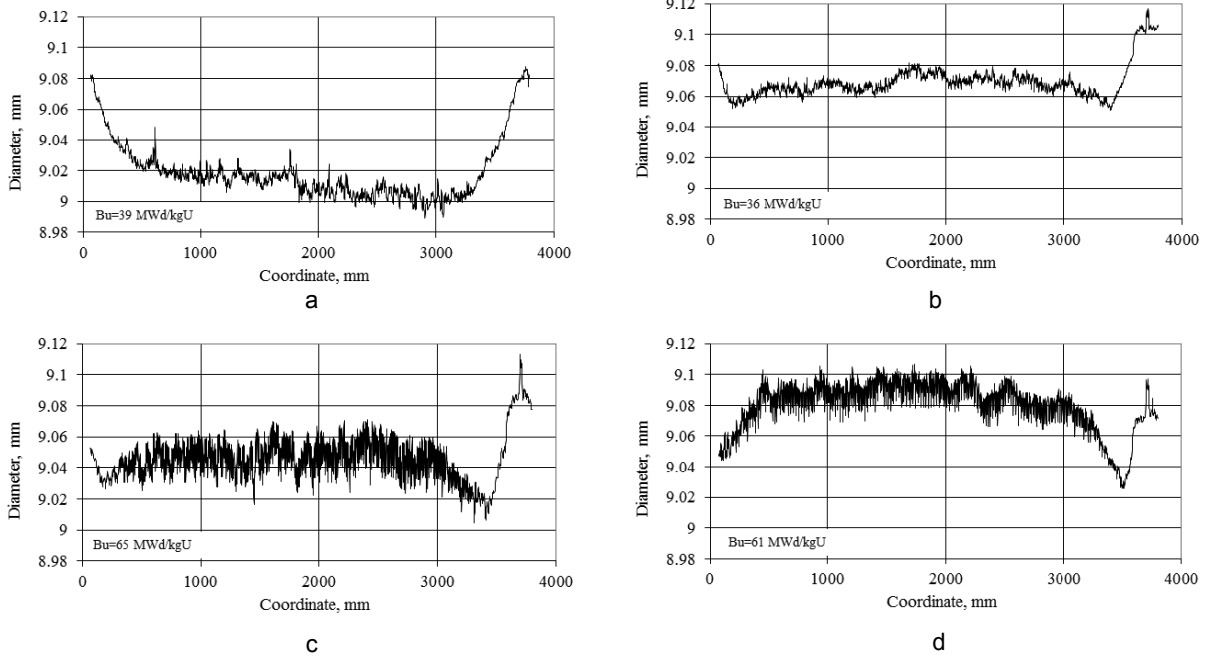 9.12
9.1
9.08
9.06
9.04
9.02
9
8.98
Diameter, mm
Bu=39 MWd/kgU
0 1000 2000 3000 4000
Coordinate, mm
a
9.12
9.1
9.08
9.06
9.04
9.02
9
8.98
Diameter, mm
Bu=36 MWd/kgU
0 1000 2000 3000 4000
Coordinate, mm
b
9.12
9.1
9.08
9.06
9.04
9.02
9
8.98
Diameter, mm
Bu=65 MWd/kgU
0 1000 2000 3000 4000
Coordinate, mm
c
9.12
9.1
9.08
9.06
9.04
9.02
9
8.98
Diameter, mm
Bu=61 MWd/kgU
0 1000 2000 3000 4000
Coordinate, mm
d